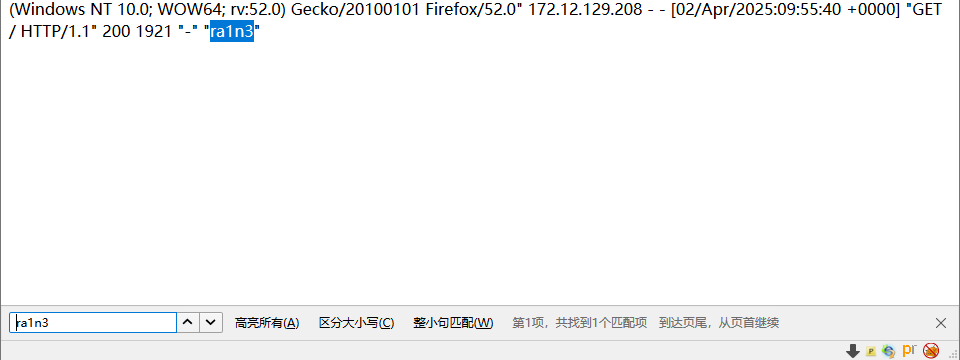 (Windows NT 10.0; WOW64; rv:52.0) Gecko/20100101 Firefox/52.0" 172.12.129.208 - - [02/Apr/2025:09:55:40 +0000] "GET
/ HTTP/1.1" 200 1921 "-" "ra1n3"
ra1n3 高亮所有(A) 区分大小写(C) 整小句匹配(W) 第1项，共找到1个匹配项 到达页尾，从页首继续
P pr